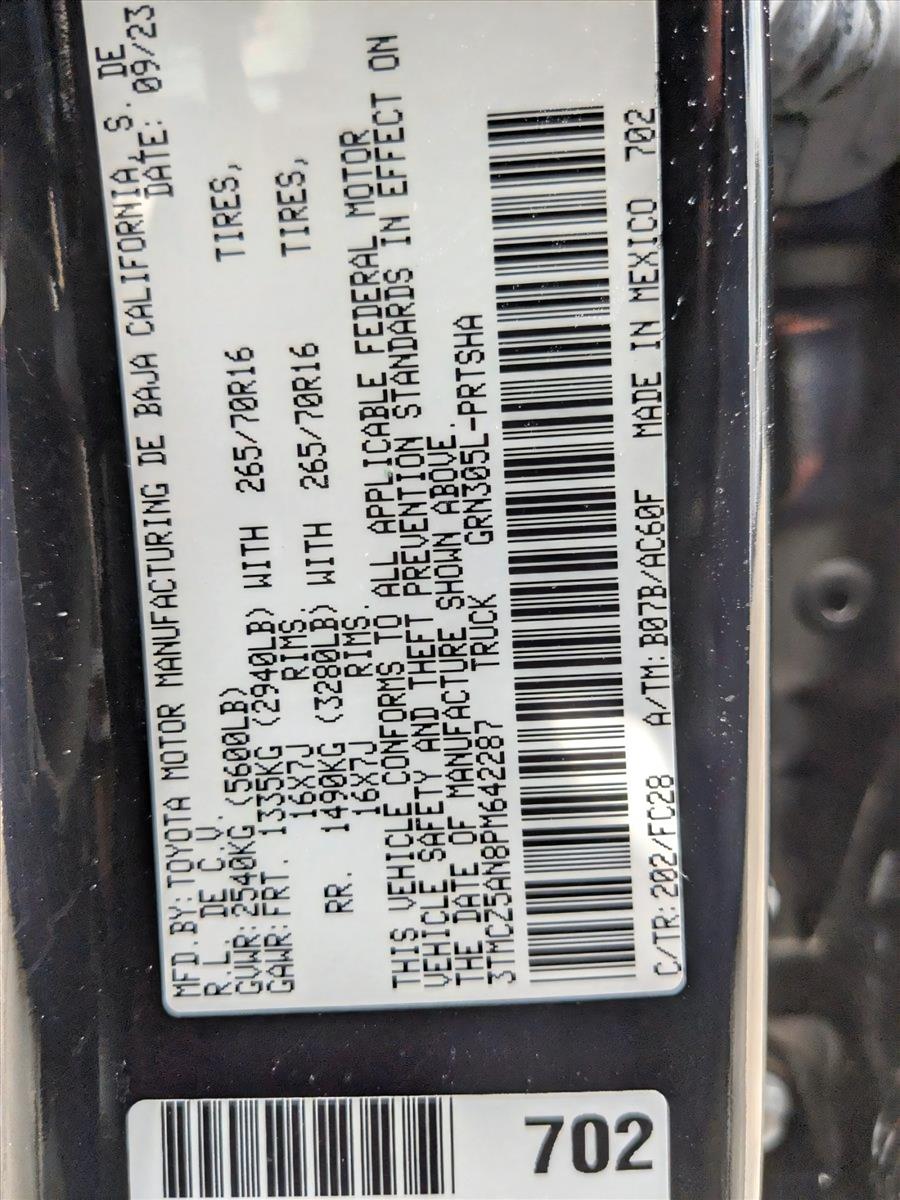 MFD.BY:TOYOTA MOTOR MANUFACTURING DE BAJA CALIFORNIA, S. DE
R.L. DE C.V. DATE: 09/23
GVWR:2540KG (5600LB)
GAWR:FRT. 1335KG (2940LB) WITH 265/70R16 TIRES,
16X7J RIMS.
RR. 1490KG (3280LB) WITH 265/70R16 TIRES,
16X7J RIMS.
THIS VEHICLE CONFORMS TO ALL APPLICABLE FEDERAL MOTOR
VEHICLE SAFETY AND THEFT PREVENTION STANDARDS IN EFFECT ON
THE DATE OF MANUFACTURE SHOWN ABOVE.
3TMCZ5AN8PM642287 TRUCK GRN305L-PRTSHA
C/TR:202/FC28 A/TM:B07B/AC60F MADE IN MEXICO 702
702